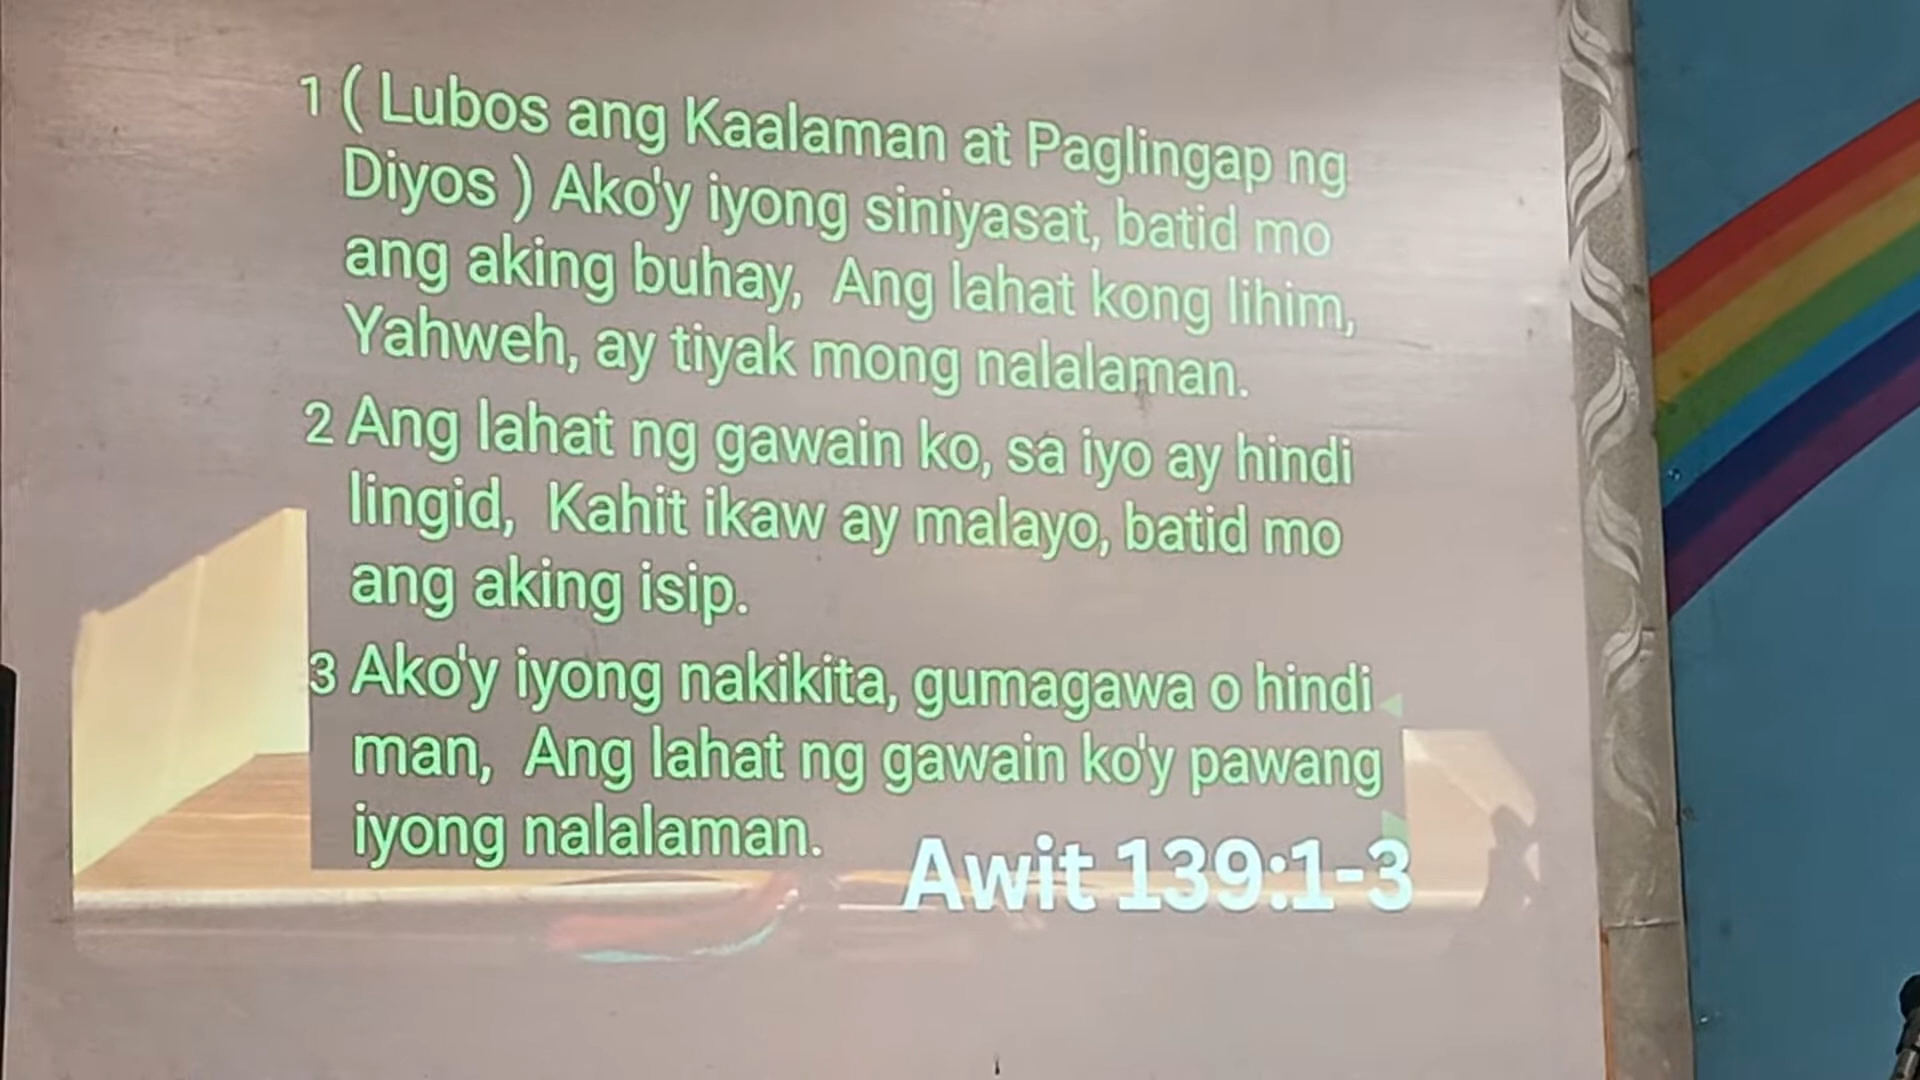 1 ( Lubos ang Kaalaman at Paglingap ng
Diyos ) Ako'y iyong siniyasat, batid mo
ang aking buhay, Ang lahat kong lihim,
Yahweh, ay tiyak mong nalalaman.
2 Ang lahat ng gawain ko, sa iyo ay hindi
lingid, Kahit ikaw ay malayo, batid mo
ang aking isip.
3 Ako'y iyong nakikita, gumagawa o hindi
man, Ang lahat ng gawain ko'y pawang
iyong nalalaman.
Awit 139:1-3